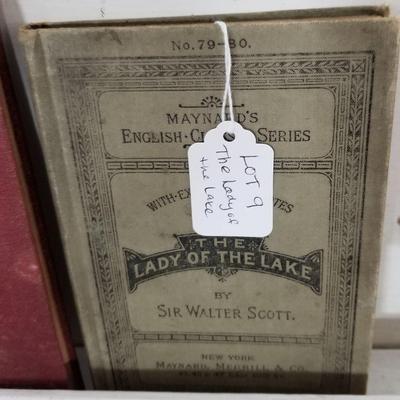 No. 79-80.
MAYNARD'S
ENGLISH · SERIES
WITH
THE
LADY OF THE LAKE
BY
SIR WALTER SCOTT.
NEW YORK
MAYNARD, MERRILL & CO.
LOT 9
The Lady of
the Lake